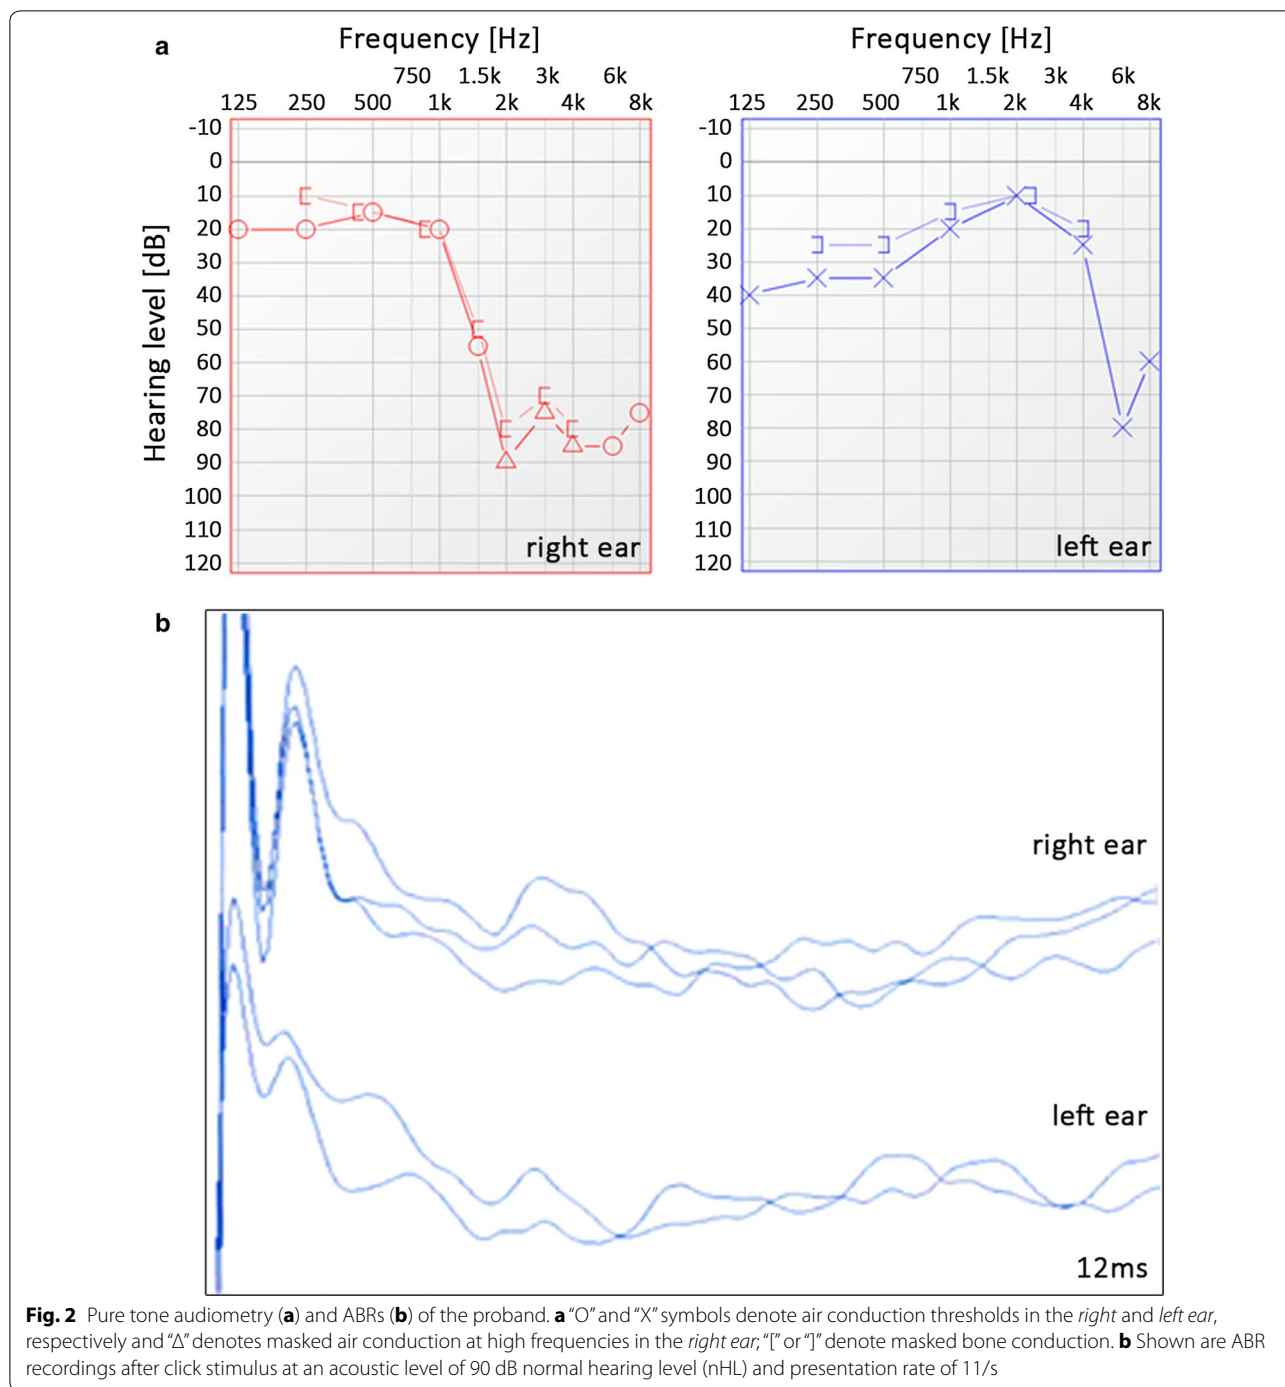 a
Frequency [Hz]
750 1.5k 3k 6k
125 250 500 1k 2k 4k 8k
Hearing level [dB]
-10
0
10
20
30
40
50
60
70
80
90
100
110
120
right ear
Frequency [Hz]
750 1.5k 3k 6k
125 250 500 1k 2k 4k 8k
-10
0
10
20
30
40
50
60
70
80
90
100
110
120
left ear
b
right ear
left ear
12ms
Fig. 2 Pure tone audiometry (a) and ABRs (b) of the proband. a “O” and “X” symbols denote air conduction thresholds in the right and left ear,
respectively and “Δ” denotes masked air conduction at high frequencies in the right ear; “[” or “]” denote masked bone conduction. b Shown are ABR
recordings after click stimulus at an acoustic level of 90 dB normal hearing level (nHL) and presentation rate of 11/s